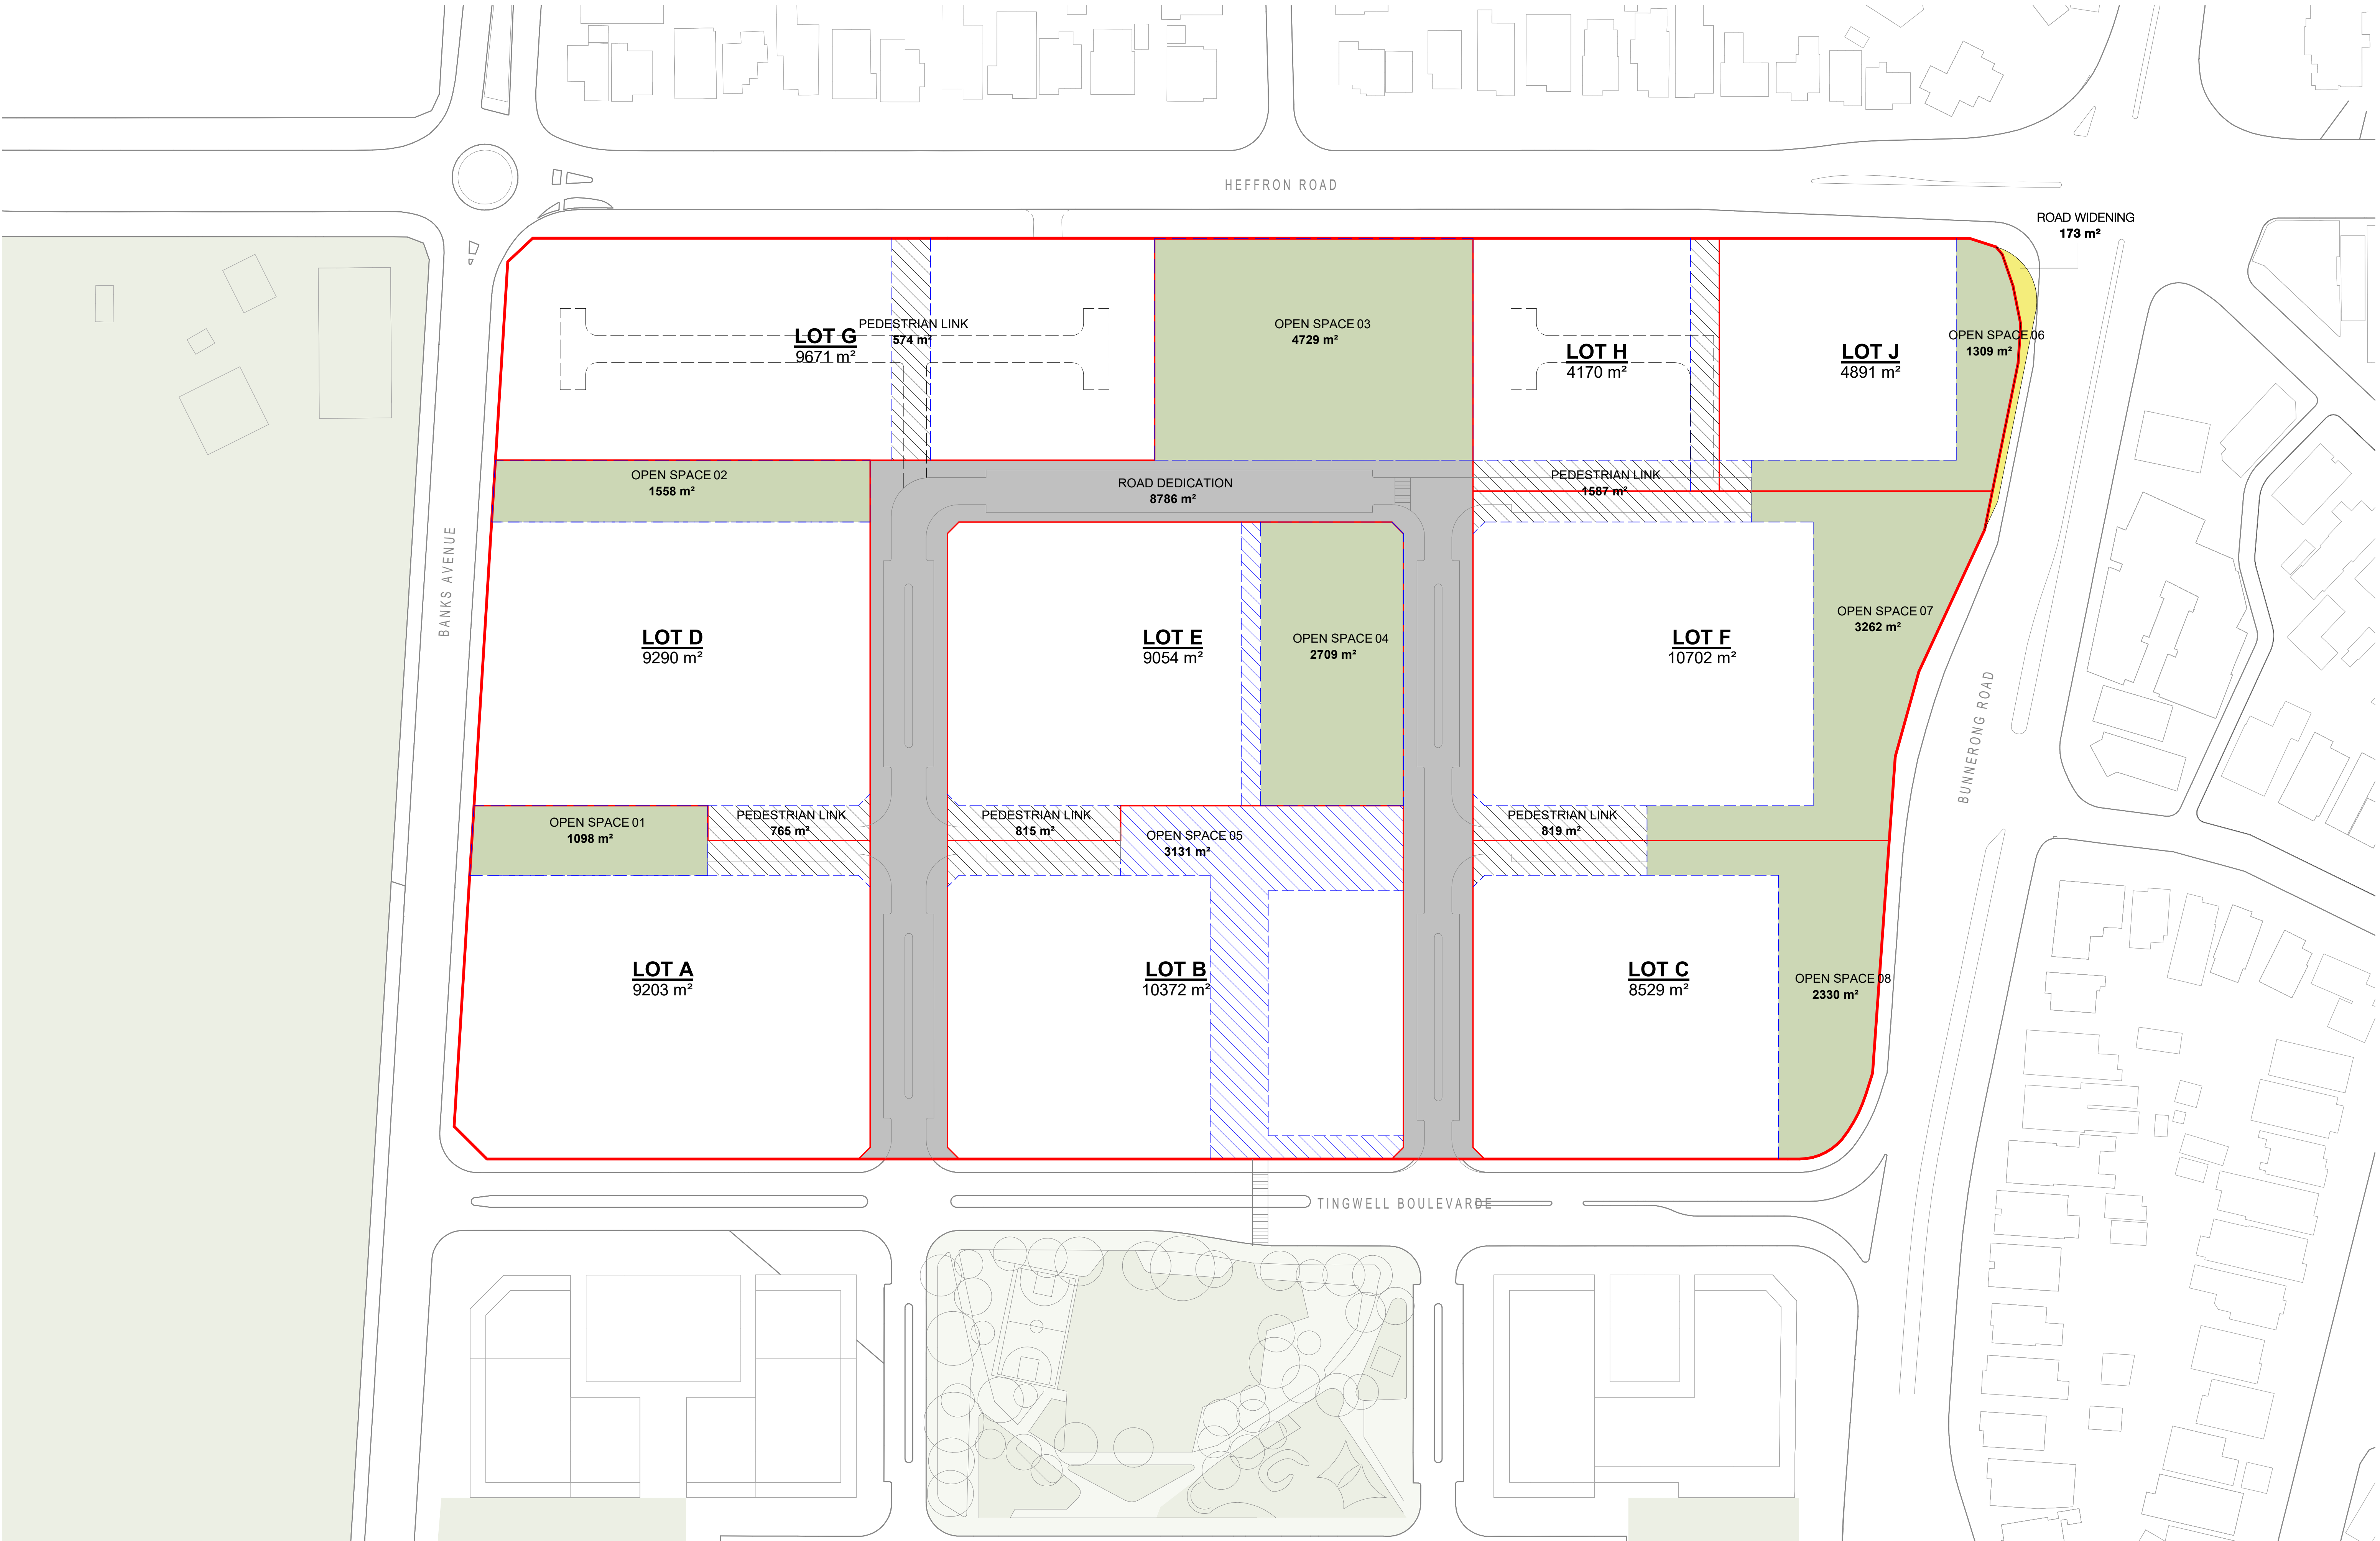 HEFFRON ROAD
ROAD WIDENING
173 m²
LOT G
9671 m²
PEDESTRIAN LINK
574 m²
OPEN SPACE 03
4729 m²
LOT H
4170 m²
LOT J
4891 m²
OPEN SPACE 06
1309 m²
OPEN SPACE 02
1558 m²
ROAD DEDICATION
8786 m²
PEDESTRIAN LINK
1587 m²
BANKS AVENUE
LOT D
9290 m²
LOT E
9054 m²
OPEN SPACE 04
2709 m²
LOT F
10702 m²
OPEN SPACE 07
3262 m²
BUNNERONG ROAD
OPEN SPACE 01
1098 m²
PEDESTRIAN LINK
765 m²
PEDESTRIAN LINK
815 m²
OPEN SPACE 05
3131 m²
PEDESTRIAN LINK
819 m²
LOT A
9203 m²
LOT B
10372 m²
LOT C
8529 m²
OPEN SPACE 08
2330 m²
TINGWELL BOULEVARDE